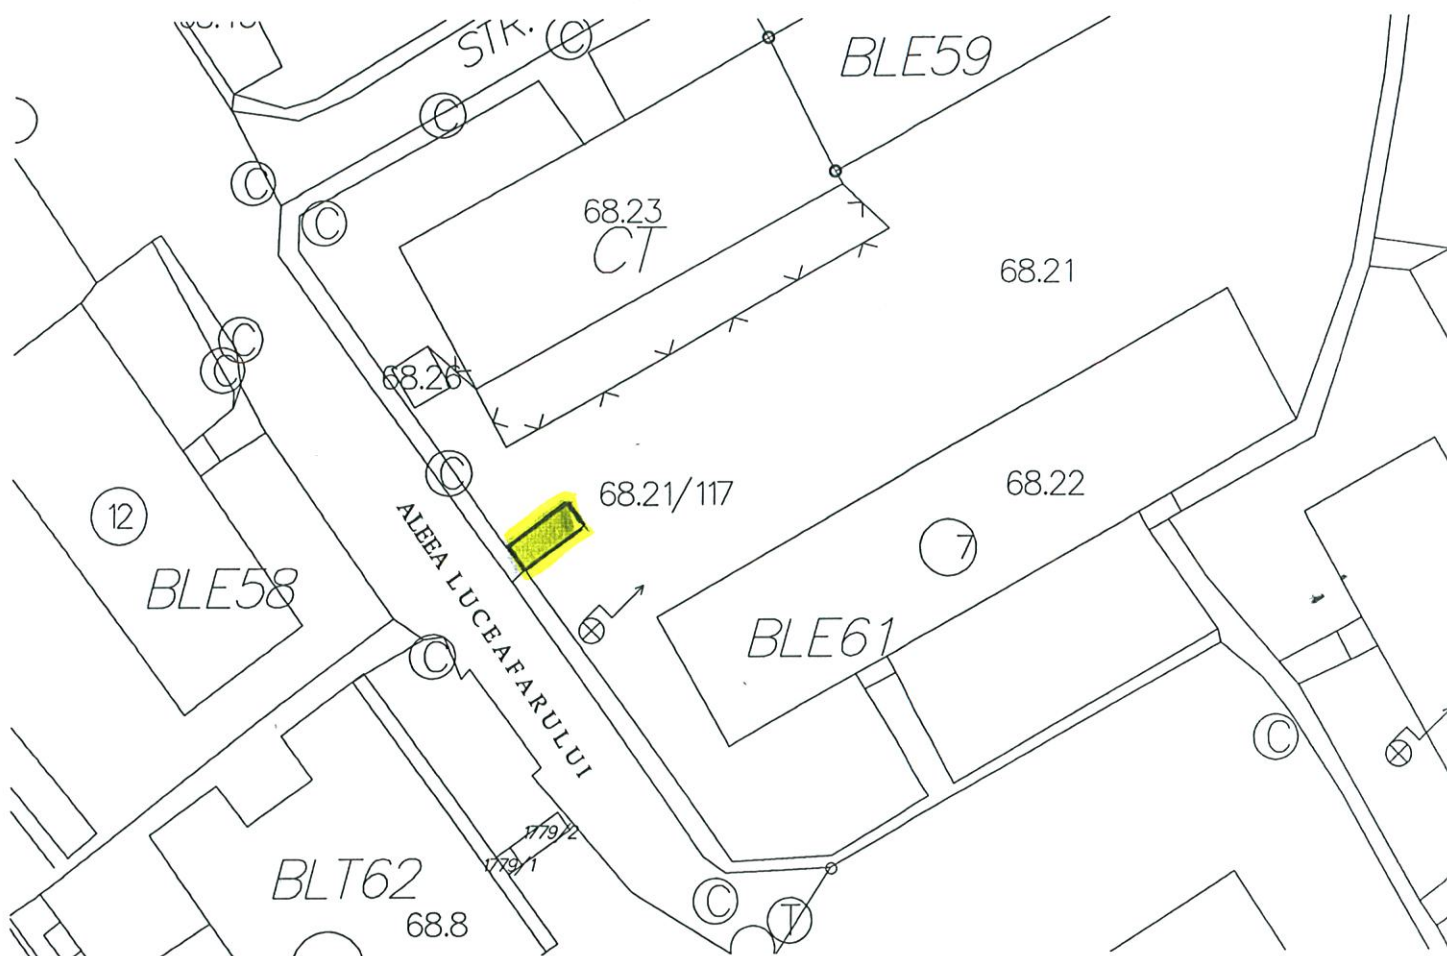 STR.
C
BLE59
C
C
C
68.23
CT
68.21
C
C
68.26
C
68.21/117
68.22
12
7
ALEEA LUCEAFARULUI
BLE58
BLE61
C
C
1779/2
1779/1
BLT62
68.8
C
T